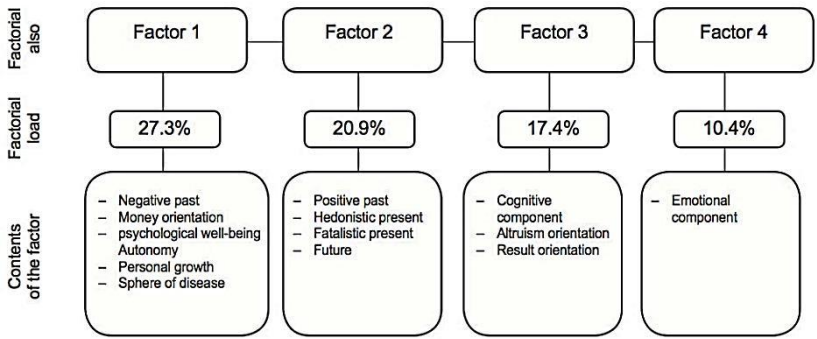 Factorial
also
Factor 1
Factor 2
Factor 3
Factor 4
Factorial
load
27.3%
20.9%
17.4%
10.4%
Contents
of the factor
– Negative past
– Money orientation
– psychological well-being
Autonomy
– Personal growth
– Sphere of disease
– Positive past
– Hedonistic present
– Fatalistic present
– Future
– Cognitive
component
– Altruism orientation
– Result orientation
– Emotional
component